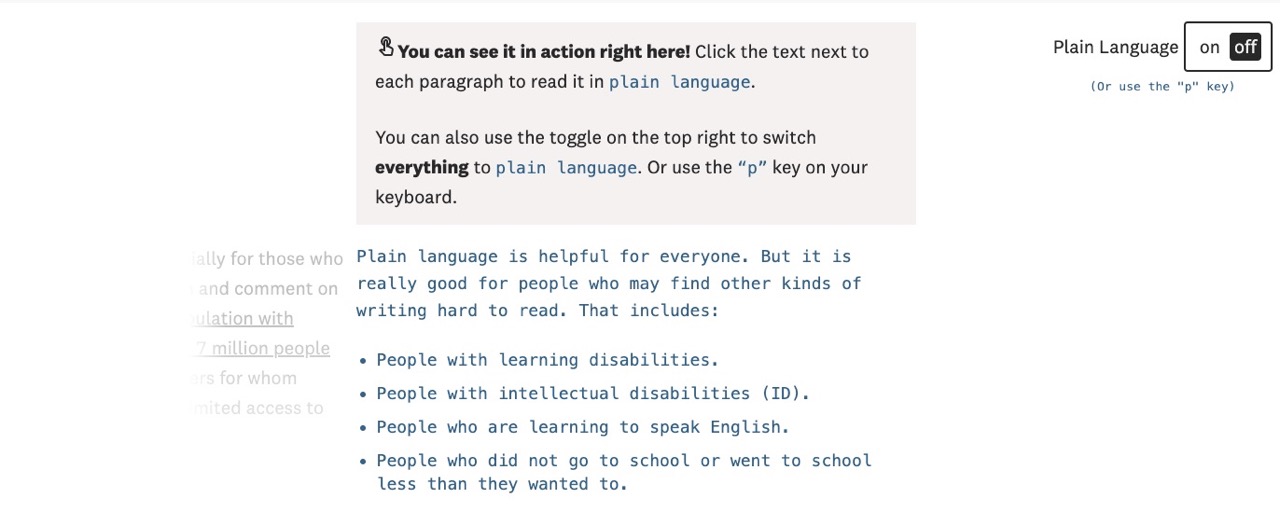 You can see it in action right here! Click the text next to
each paragraph to read it in plain language.
You can also use the toggle on the top right to switch
everything to plain language. Or use the “p” key on your
keyboard.
Plain Language on off
(Or use the "p" key)
for those who
and comment on
with
7 million people
for whom
access to
Plain language is helpful for everyone. But it is
really good for people who may find other kinds of
writing hard to read. That includes:
• People with learning disabilities.
• People with intellectual disabilities (ID).
• People who are learning to speak English.
• People who did not go to school or went to school
less than they wanted to.